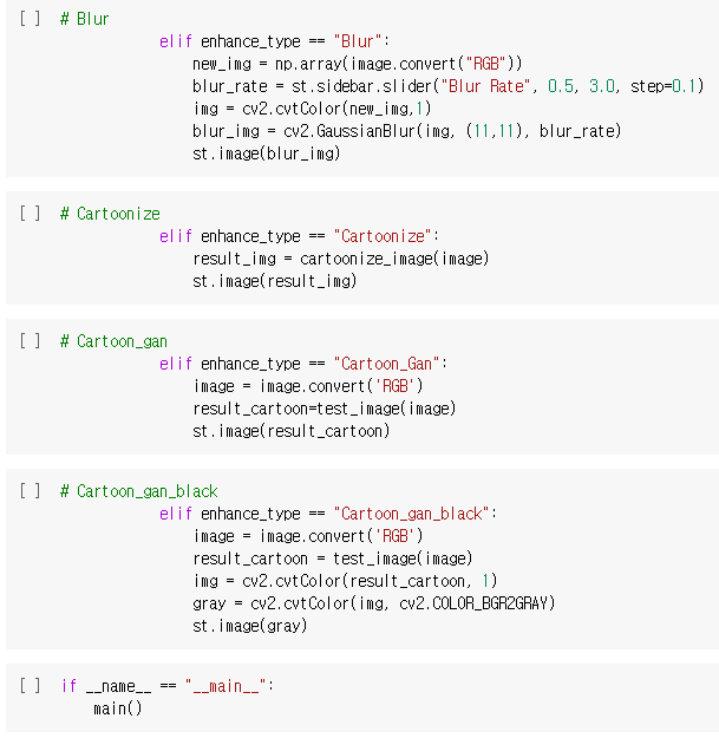 [ ] # Blur
            elif enhance_type == "Blur":
                new_img = np.array(image.convert("RGB"))
                blur_rate = st.sidebar.slider("Blur Rate", 0.5, 3.0, step=0.1)
                img = cv2.cvtColor(new_img,1)
                blur_img = cv2.GaussianBlur(img, (11,11), blur_rate)
                st.image(blur_img)
[ ] # Cartoonize
            elif enhance_type == "Cartoonize":
                result_img = cartoonize_image(image)
                st.image(result_img)
[ ] # Cartoon_gan
            elif enhance_type == "Cartoon_Gan":
                image = image.convert('RGB')
                result_cartoon=test_image(image)
                st.image(result_cartoon)
[ ] # Cartoon_gan_black
            elif enhance_type == "Cartoon_gan_black":
                image = image.convert('RGB')
                result_cartoon = test_image(image)
                img = cv2.cvtColor(result_cartoon, 1)
                gray = cv2.cvtColor(img, cv2.COLOR_BGR2GRAY)
                st.image(gray)
[ ] if __name__ == "__main__":
        main()